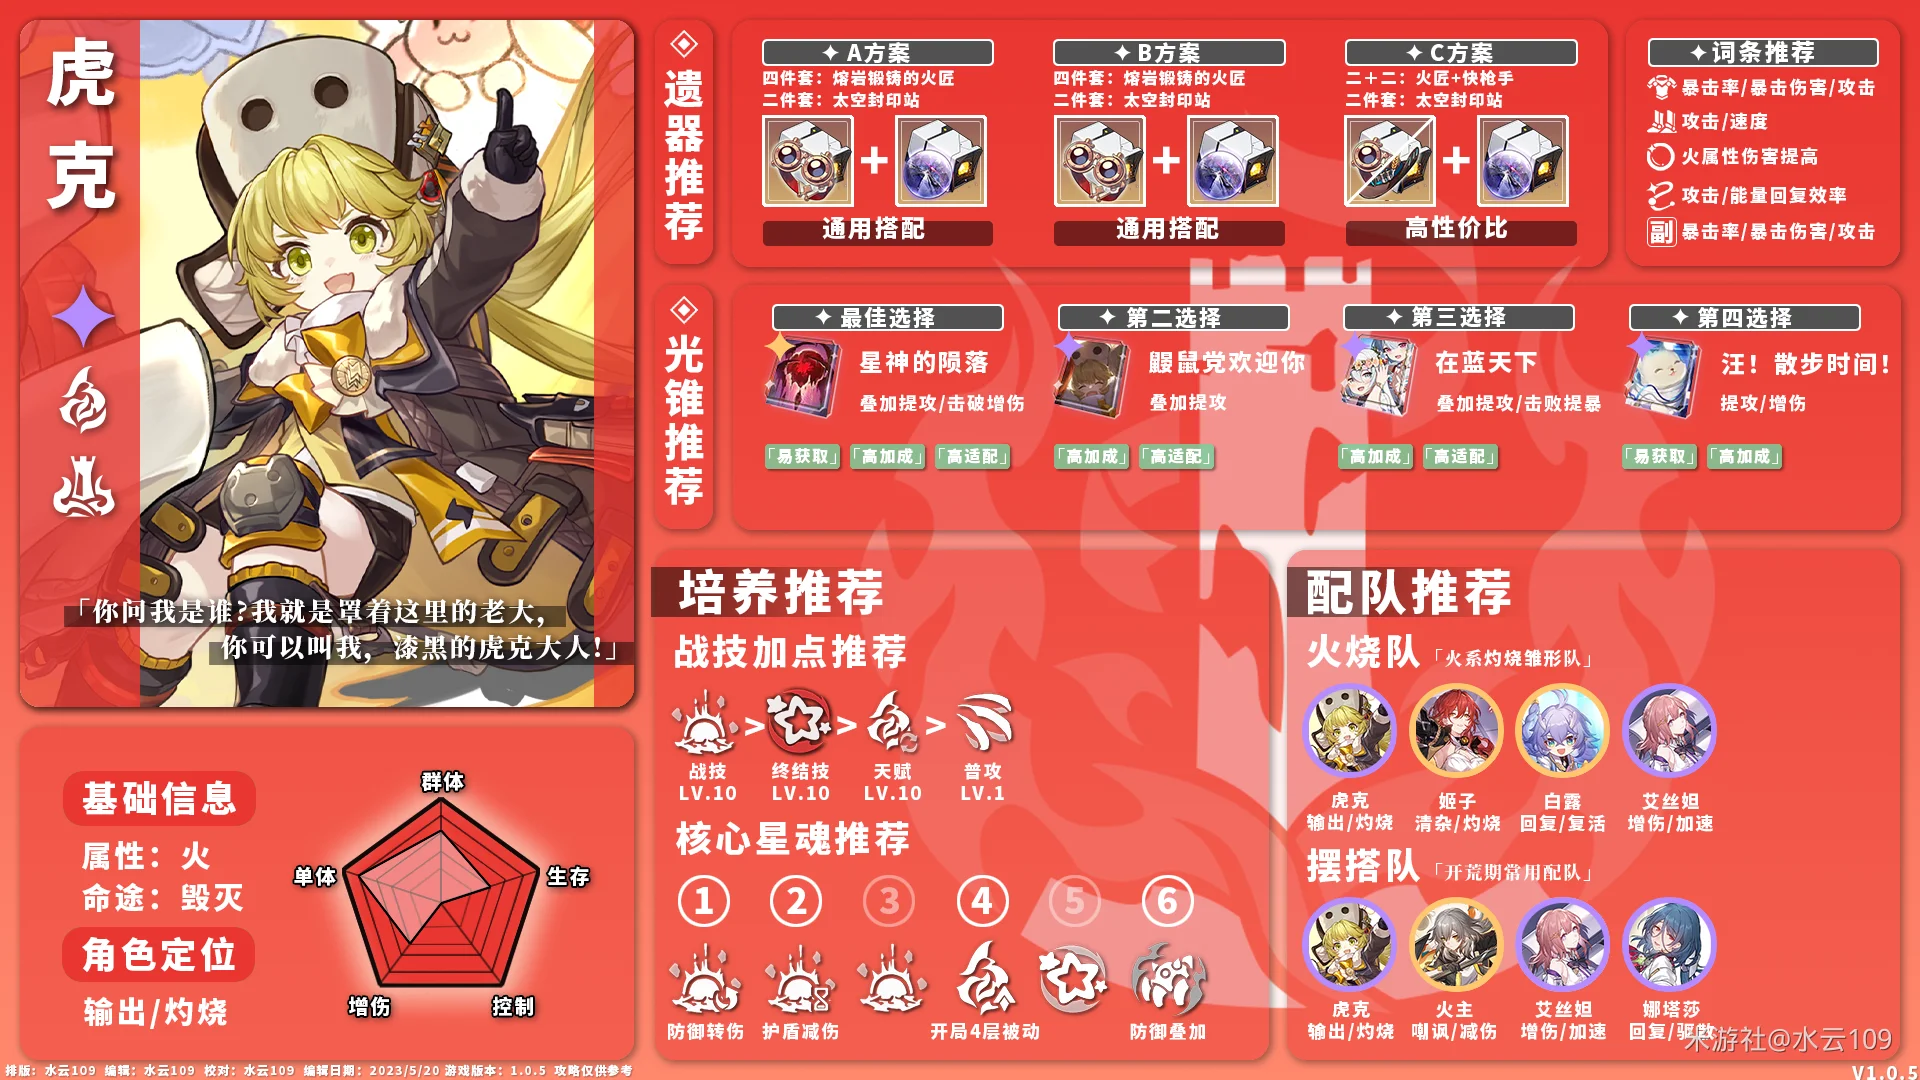 虎克
「你问我是谁?我就是罩着这里的老大，
你可以叫我，漆黑的虎克大人!」
基础信息
属性：火
命途：毁灭
角色定位
输出/灼烧
群体
单体
生存
增伤
控制
遗器推荐
✦A方案
四件套：熔岩锻铸的火匠
二件套：太空封印站
+
通用搭配
✦B方案
四件套：熔岩锻铸的火匠
二件套：太空封印站
+
通用搭配
✦C方案
二+二：火匠+快枪手
二件套：太空封印站
+
高性价比
✦词条推荐
暴击率/暴击伤害/攻击
攻击/速度
火属性伤害提高
攻击/能量回复效率
副 暴击率/暴击伤害/攻击
光锥推荐
✦最佳选择
星神的陨落
叠加提攻/击破增伤
「易获取」「高加成」「高适配」
✦第二选择
鼹鼠党欢迎你
叠加提攻
「高加成」「高适配」
✦第三选择
在蓝天下
叠加提攻/击败提暴
「高加成」「高适配」
✦第四选择
汪！散步时间！
提攻/增伤
「易获取」「高加成」
培养推荐
战技加点推荐
> > >
战技 终结技 天赋 普攻
LV.10 LV.10 LV.10 LV.1
核心星魂推荐
1 2 3 4 5 6
防御转伤 护盾减伤 开局4层被动 防御叠加
配队推荐
火烧队「火系灼烧雏形队」
虎克 姬子 白露 艾丝妲
输出/灼烧 清杂/灼烧 回复/复活 增伤/加速
摆搭队「开荒期常用配队」
虎克 火主 艾丝妲 娜塔莎
输出/灼烧 嘲讽/减伤 增伤/加速 回复/驱散
米游社@水云109
排版：水云109 编辑：水云109 校对：水云109 编辑日期：2023/5/20 游戏版本：1.0.5 攻略仅供参考
V1.0.5